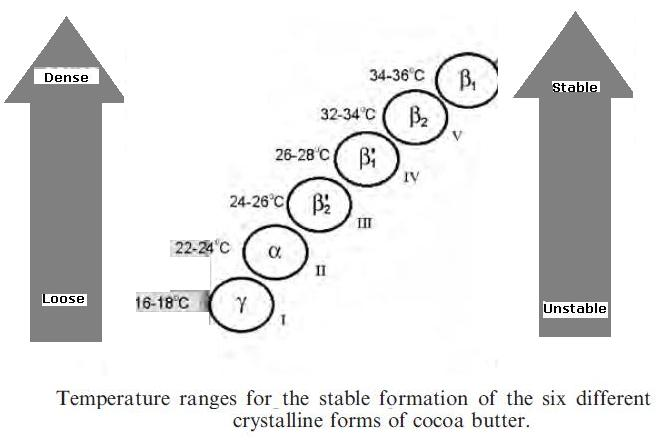 Dense
Stable
34-36°C β₁
32-34°C β₂
V
26-28°C β'₁
IV
24-26°C β'₂
III
22-24°C α
II
Loose
16-18°C γ
Unstable
I
Temperature ranges for the stable formation of the six different
crystalline forms of cocoa butter.